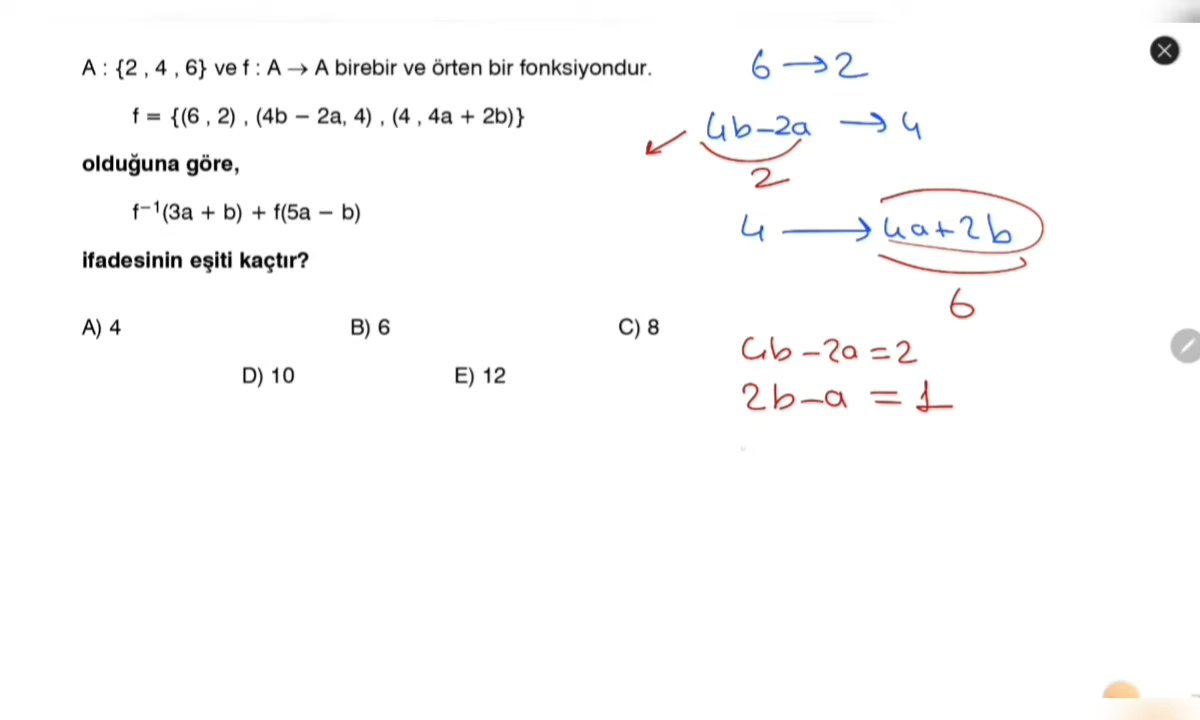 A : {2 , 4 , 6} ve f : A → A birebir ve örten bir fonksiyondur.
f = {(6 , 2) , (4b – 2a, 4) , (4 , 4a + 2b)}
olduğuna göre,
f–1(3a + b) + f(5a – b)
ifadesinin eşiti kaçtır?
A) 4
B) 6
C) 8
D) 10
E) 12
6 → 2
4b-2a → 4
2
4 → 4a+2b
6
4b-2a=2
2b-a = 1